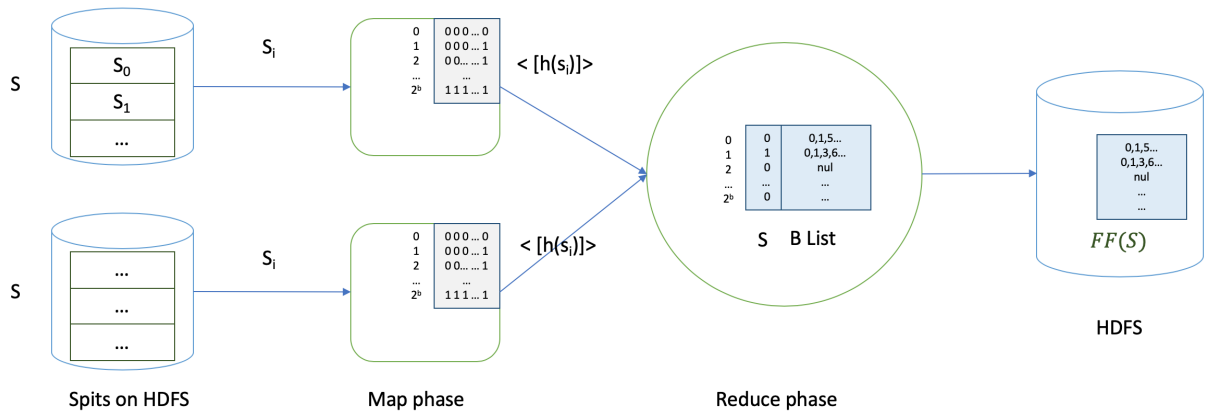 S
S₀
S₁
...
Sᵢ
0 0 0 0 ... 0
1 0 0 0 ... 1
2 0 0... ... 1
... ...
2ᵇ 1 1 1 ... 1
< [h(sᵢ)]>
S
...
...
...
Sᵢ
0 0 0 0 ... 0
1 0 0 0 ... 1
2 0 0... ... 1
... ...
2ᵇ 1 1 1 ... 1
< [h(sᵢ)]>
0 0 0,1,5...
1 1 0,1,3,6...
2 0 nul
... ... ...
2ᵇ 0 ...
S B List
0,1,5...
0,1,3,6...
nul
...
...
FF(S)
HDFS
Spits on HDFS
Map phase
Reduce phase